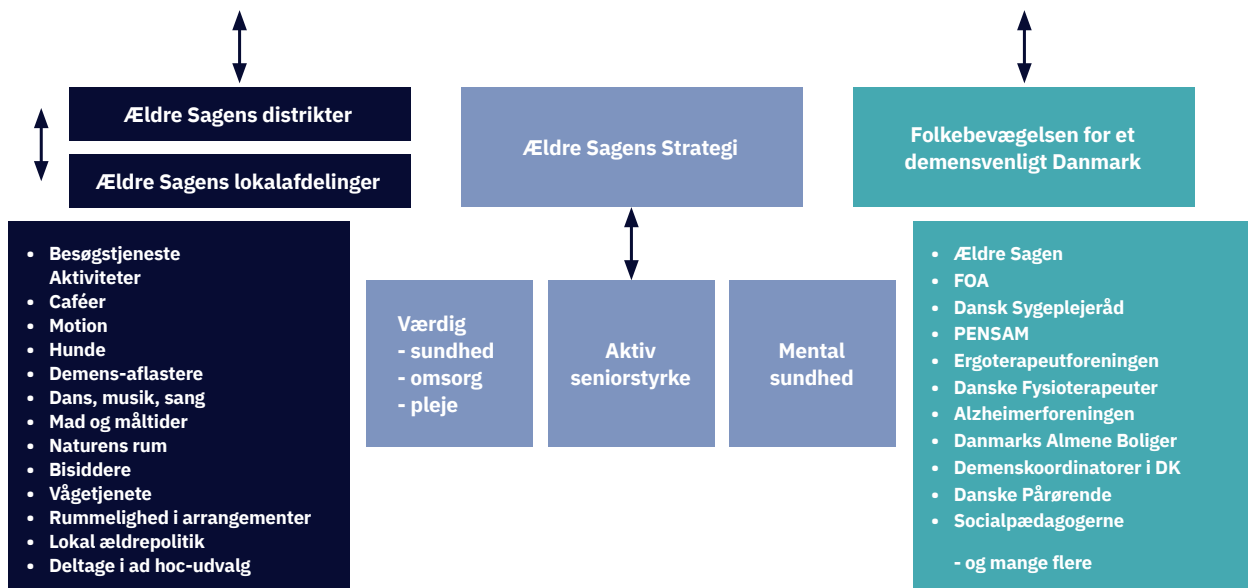 Ældre Sagens distrikter
Ældre Sagens lokalafdelinger
• Besøgstjeneste
Aktiviteter
• Caféer
• Motion
• Hunde
• Demens-aflastere
• Dans, musik, sang
• Mad og måltider
• Naturens rum
• Bisiddere
• Vågetjenete
• Rummelighed i arrangementer
• Lokal ældrepolitik
• Deltage i ad hoc-udvalg
Ældre Sagens Strategi
Værdig
- sundhed
- omsorg
- pleje
Aktiv
seniorstyrke
Mental
sundhed
Folkebevægelsen for et
demensvenligt Danmark
• Ældre Sagen
• FOA
• Dansk Sygeplejeråd
• PENSAM
• Ergoterapeutforeningen
• Danske Fysioterapeuter
• Alzheimerforeningen
• Danmarks Almene Boliger
• Demenskoordinatorer i DK
• Danske Pårørende
• Socialpædagogerne
- og mange flere